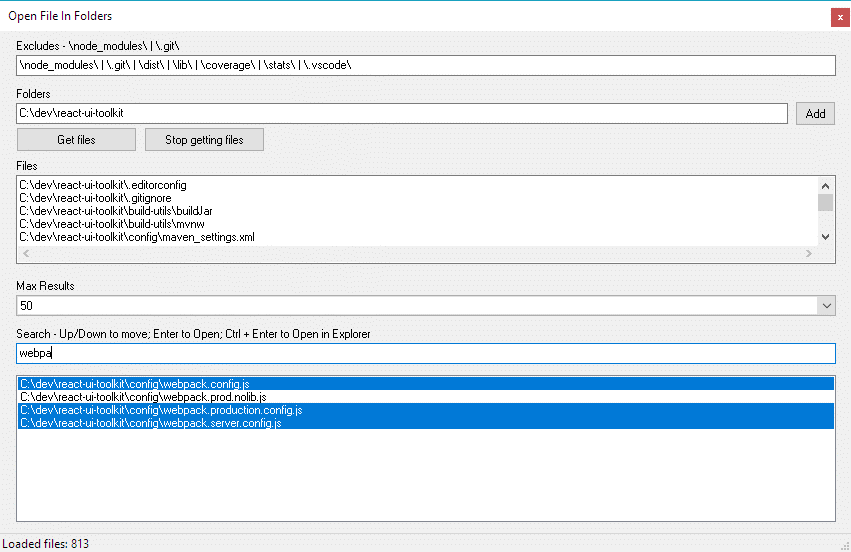 Open File In Folders
x
Excludes - \node_modules\ | \.git\
\node_modules\ | \.git\ | \dist\ | \lib\ | \coverage\ | \stats\ | \.vscode\
Folders
C:\dev\react-ui-toolkit
Add
Get files
Stop getting files
Files
C:\dev\react-ui-toolkit\.editorconfig
C:\dev\react-ui-toolkit\.gitignore
C:\dev\react-ui-toolkit\build-utils\buildJar
C:\dev\react-ui-toolkit\build-utils\mvnw
C:\dev\react-ui-toolkit\config\maven_settings.xml
Max Results
50
Search - Up/Down to move; Enter to Open; Ctrl + Enter to Open in Explorer
webpa
C:\dev\react-ui-toolkit\config\webpack.config.js
C:\dev\react-ui-toolkit\config\webpack.prod.nolib.js
C:\dev\react-ui-toolkit\config\webpack.production.config.js
C:\dev\react-ui-toolkit\config\webpack.server.config.js
Loaded files: 813